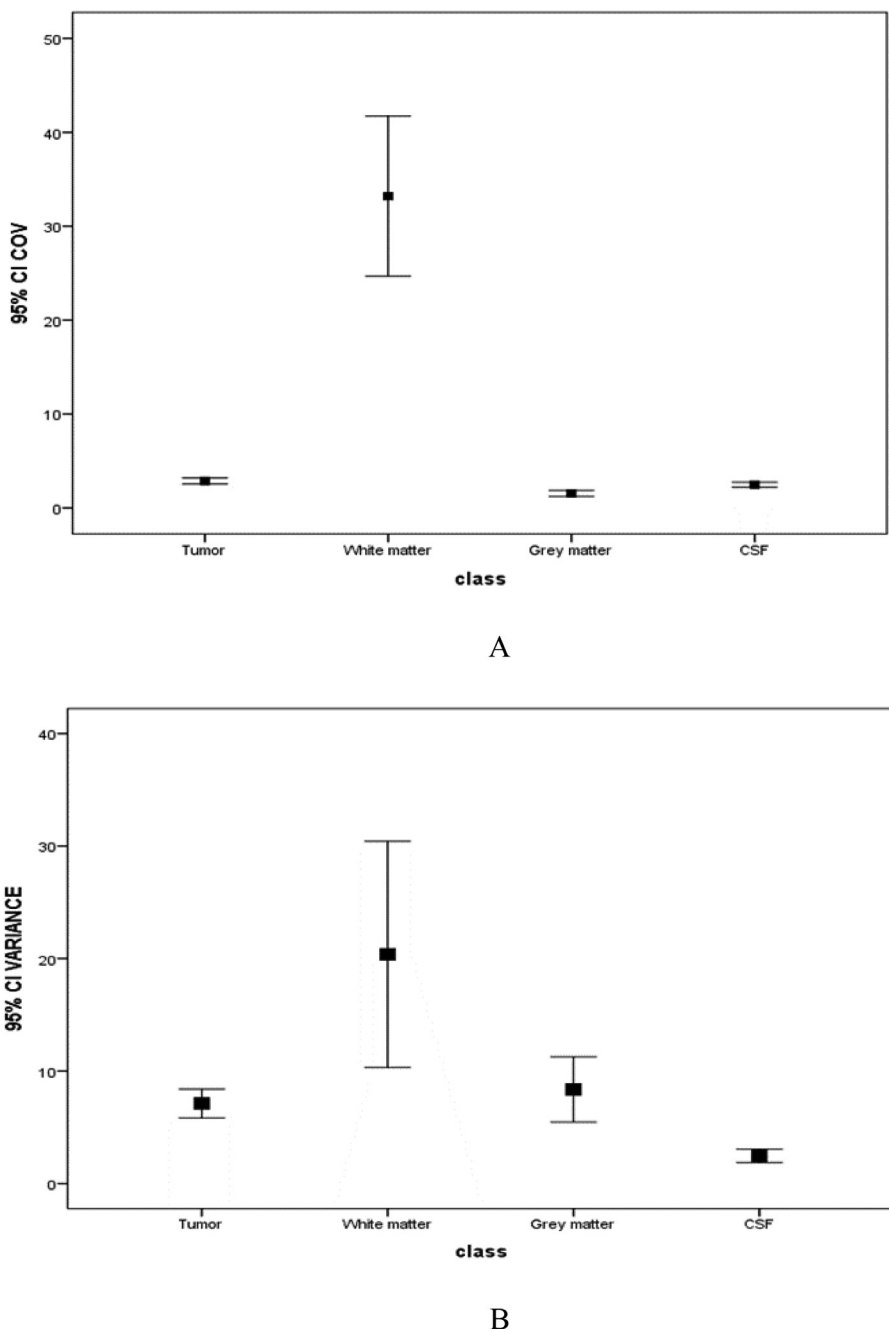 50
40
30
20
10
0
95% CI COV
Tumor White matter Grey matter CSF
class
A
40
30
20
10
0
95% CI VARIANCE
Tumor White matter Grey matter CSF
class
B